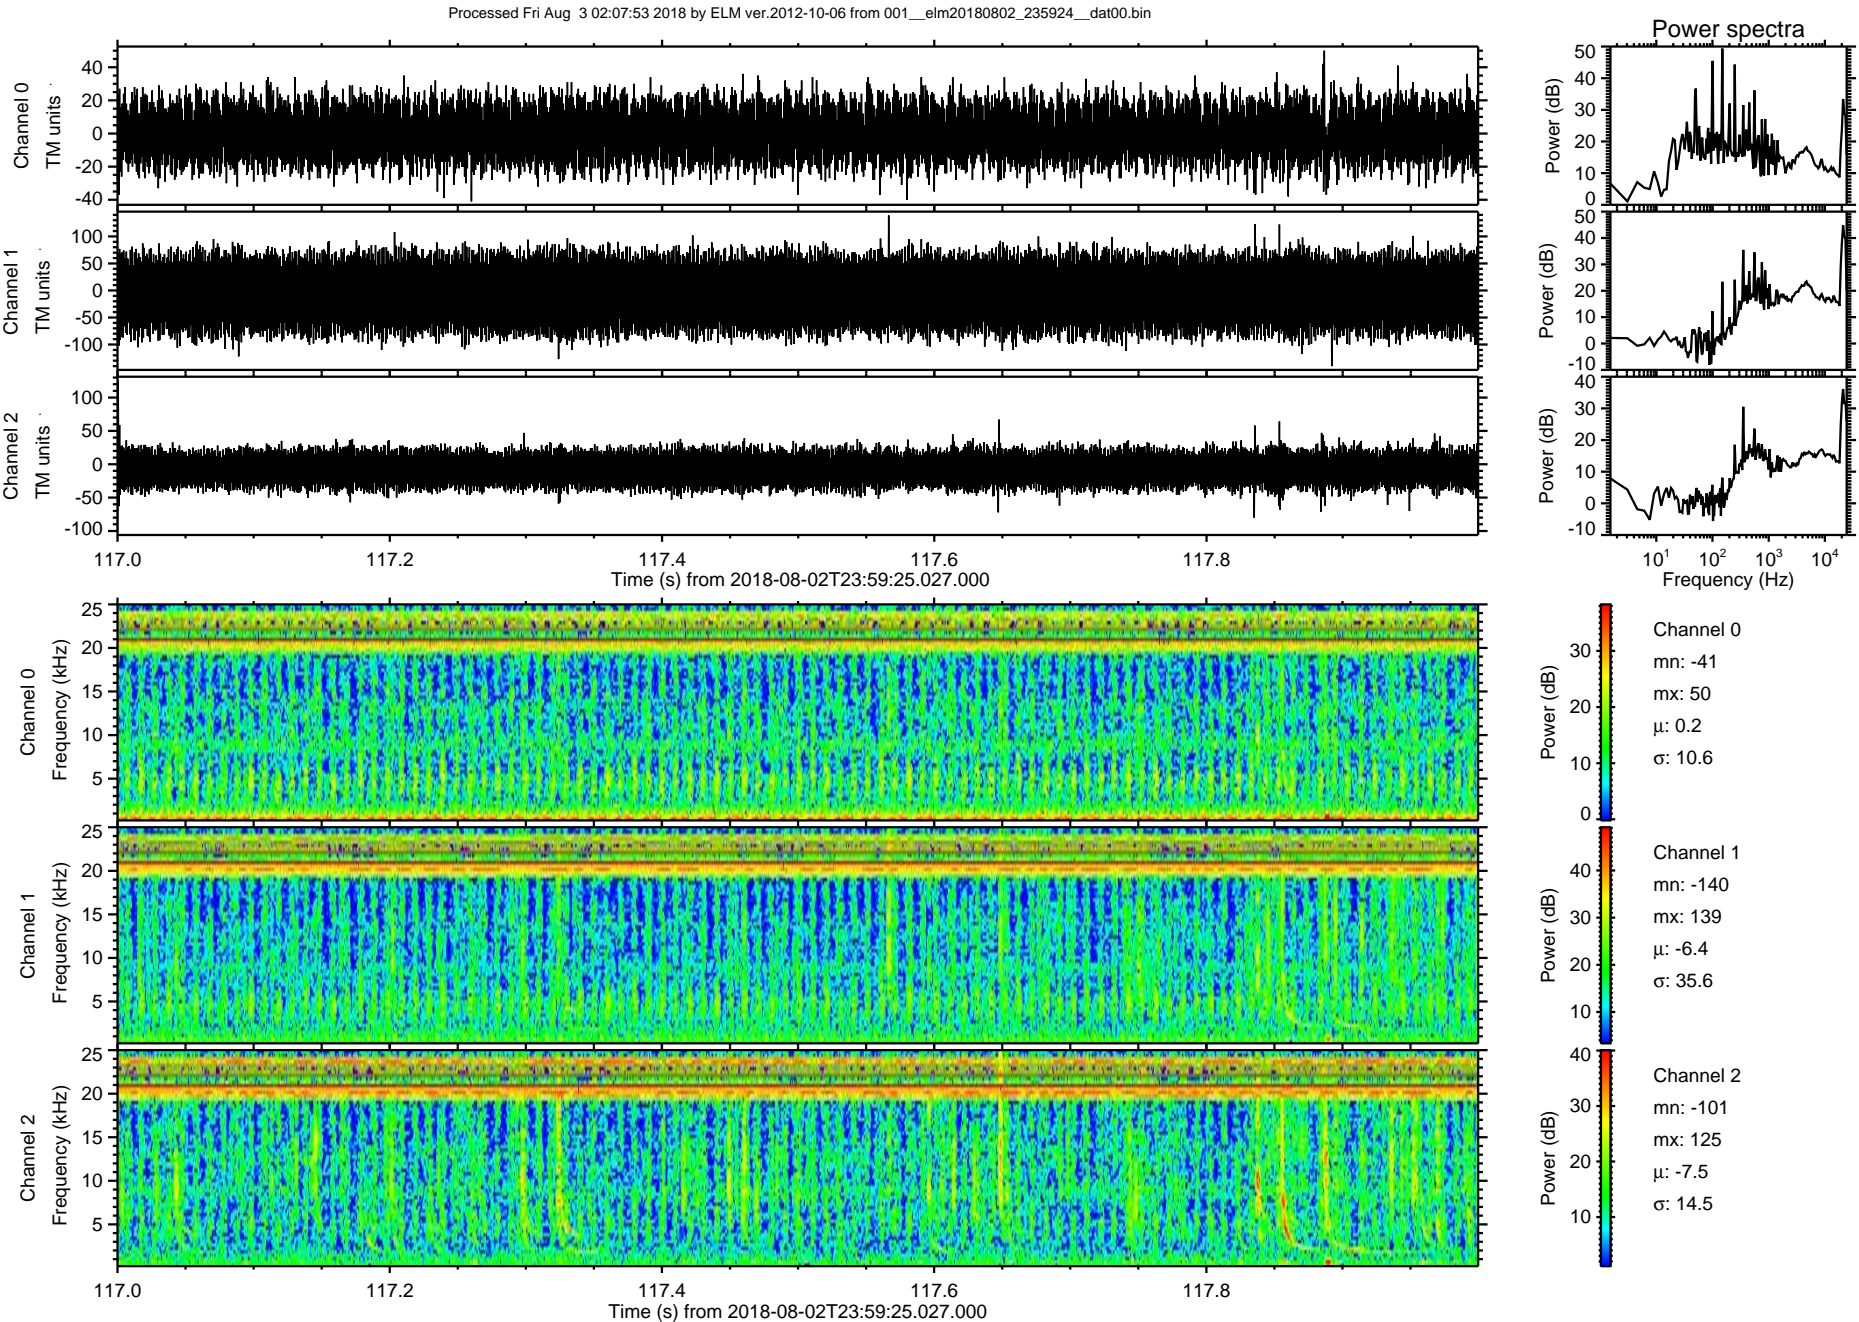 Processed Fri Aug  3 02:07:53 2018 by ELM ver.2012-10-06 from 001__elm20180802_235924__dat00.bin
Power spectra
Channel 0
TM units
40
20
0
-20
-40
Power (dB)
50
40
30
20
10
0
Channel 1
TM units
100
50
0
-50
-100
Power (dB)
50
40
30
20
10
0
-10
Channel 2
TM units
100
50
0
-50
-100
Power (dB)
40
30
20
10
0
-10
117.0 117.2 117.4 117.6 117.8
Time (s) from 2018-08-02T23:59:25.027.000
10^1 10^2 10^3 10^4
Frequency (Hz)
Channel 0
Frequency (kHz)
25
20
15
10
5
Power (dB)
30
20
10
0
Channel 0
mn: -41
mx: 50
µ: 0.2
σ: 10.6
Channel 1
Frequency (kHz)
25
20
15
10
5
Power (dB)
40
30
20
10
Channel 1
mn: -140
mx: 139
µ: -6.4
σ: 35.6
Channel 2
Frequency (kHz)
25
20
15
10
5
Power (dB)
40
30
20
10
Channel 2
mn: -101
mx: 125
µ: -7.5
σ: 14.5
117.0 117.2 117.4 117.6 117.8
Time (s) from 2018-08-02T23:59:25.027.000